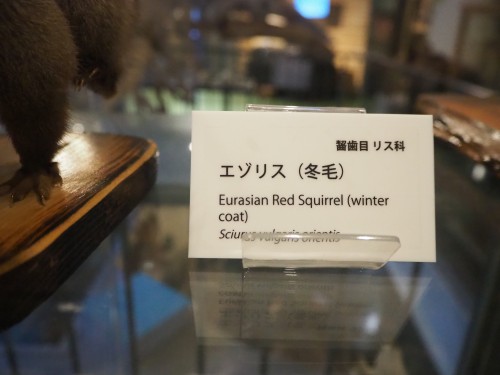 齧歯目 リス科
エゾリス（冬毛）
Eurasian Red Squirrel (winter
coat)
Sciurus vulgaris orientis